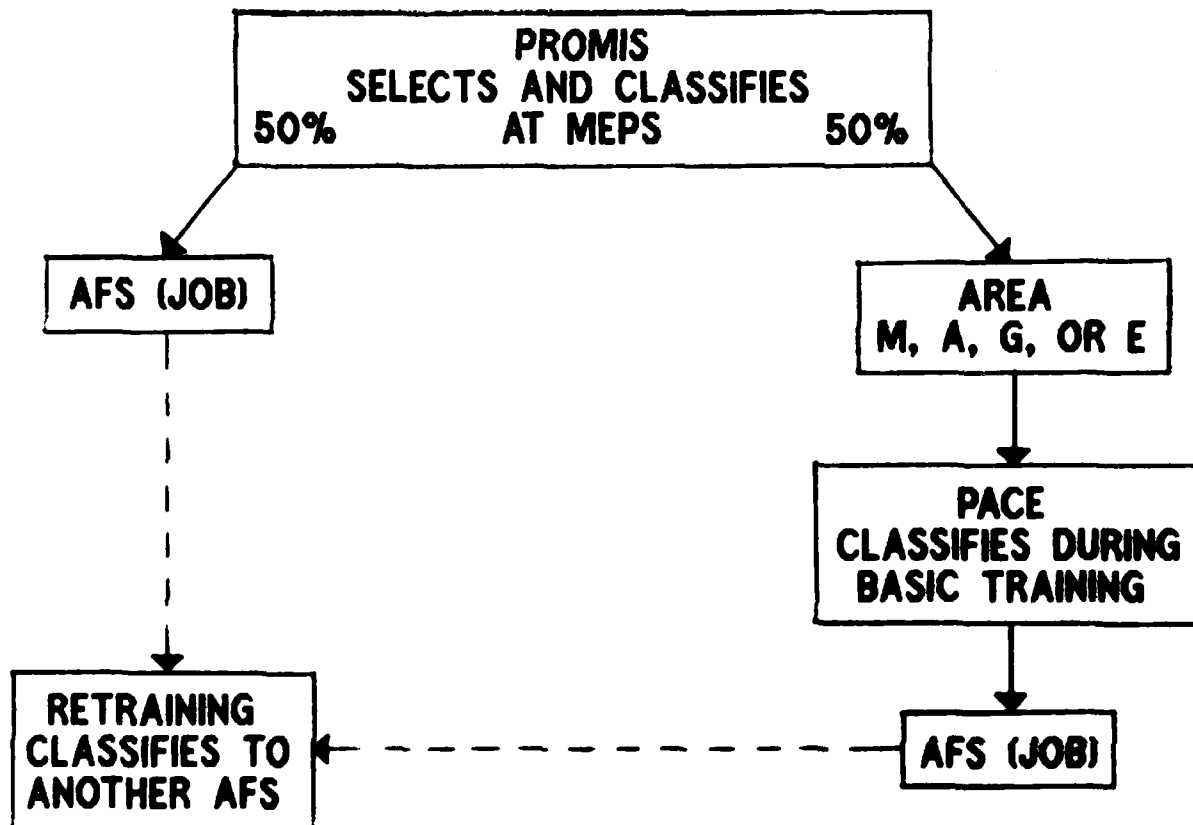 PROMIS
SELECTS AND CLASSIFIES
50% AT MEPS 50%
AFS (JOB)
AREA
M, A, G, OR E
PACE
CLASSIFIES DURING
BASIC TRAINING
RETRAINING
CLASSIFIES TO
ANOTHER AFS
AFS (JOB)